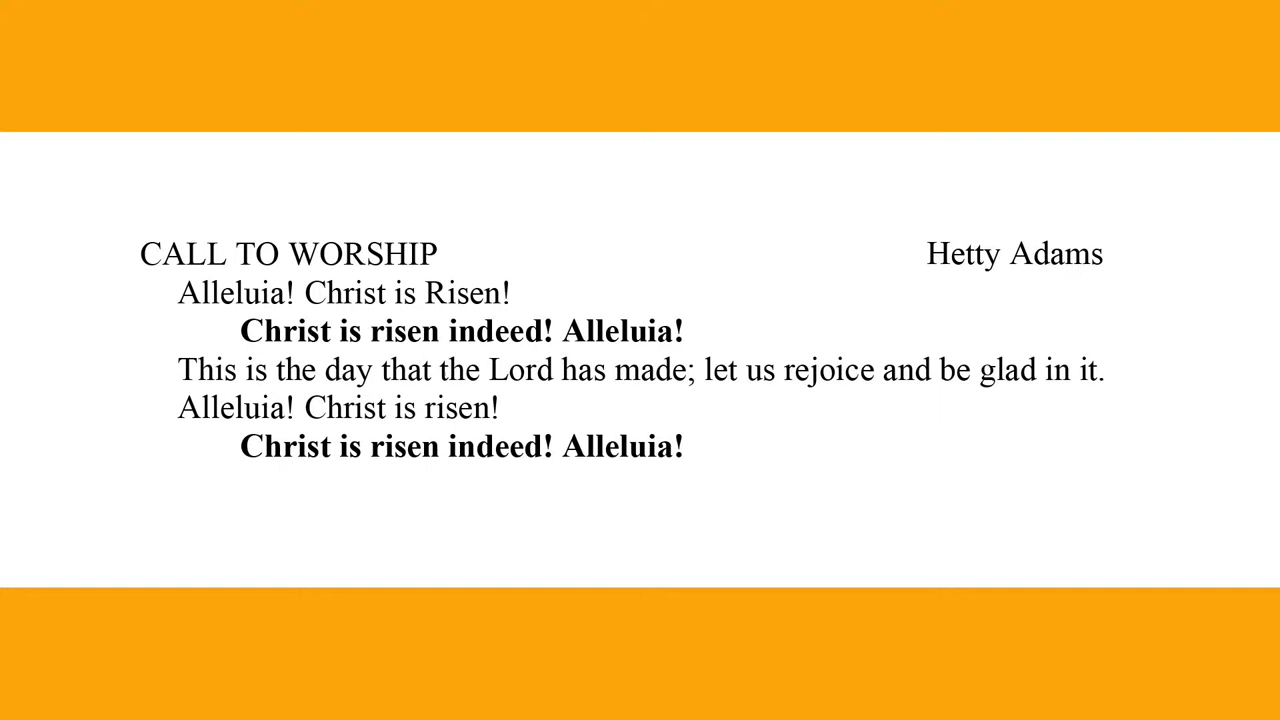 CALL TO WORSHIP Hetty Adams
Alleluia! Christ is Risen!
Christ is risen indeed! Alleluia!
This is the day that the Lord has made; let us rejoice and be glad in it.
Alleluia! Christ is risen!
Christ is risen indeed! Alleluia!